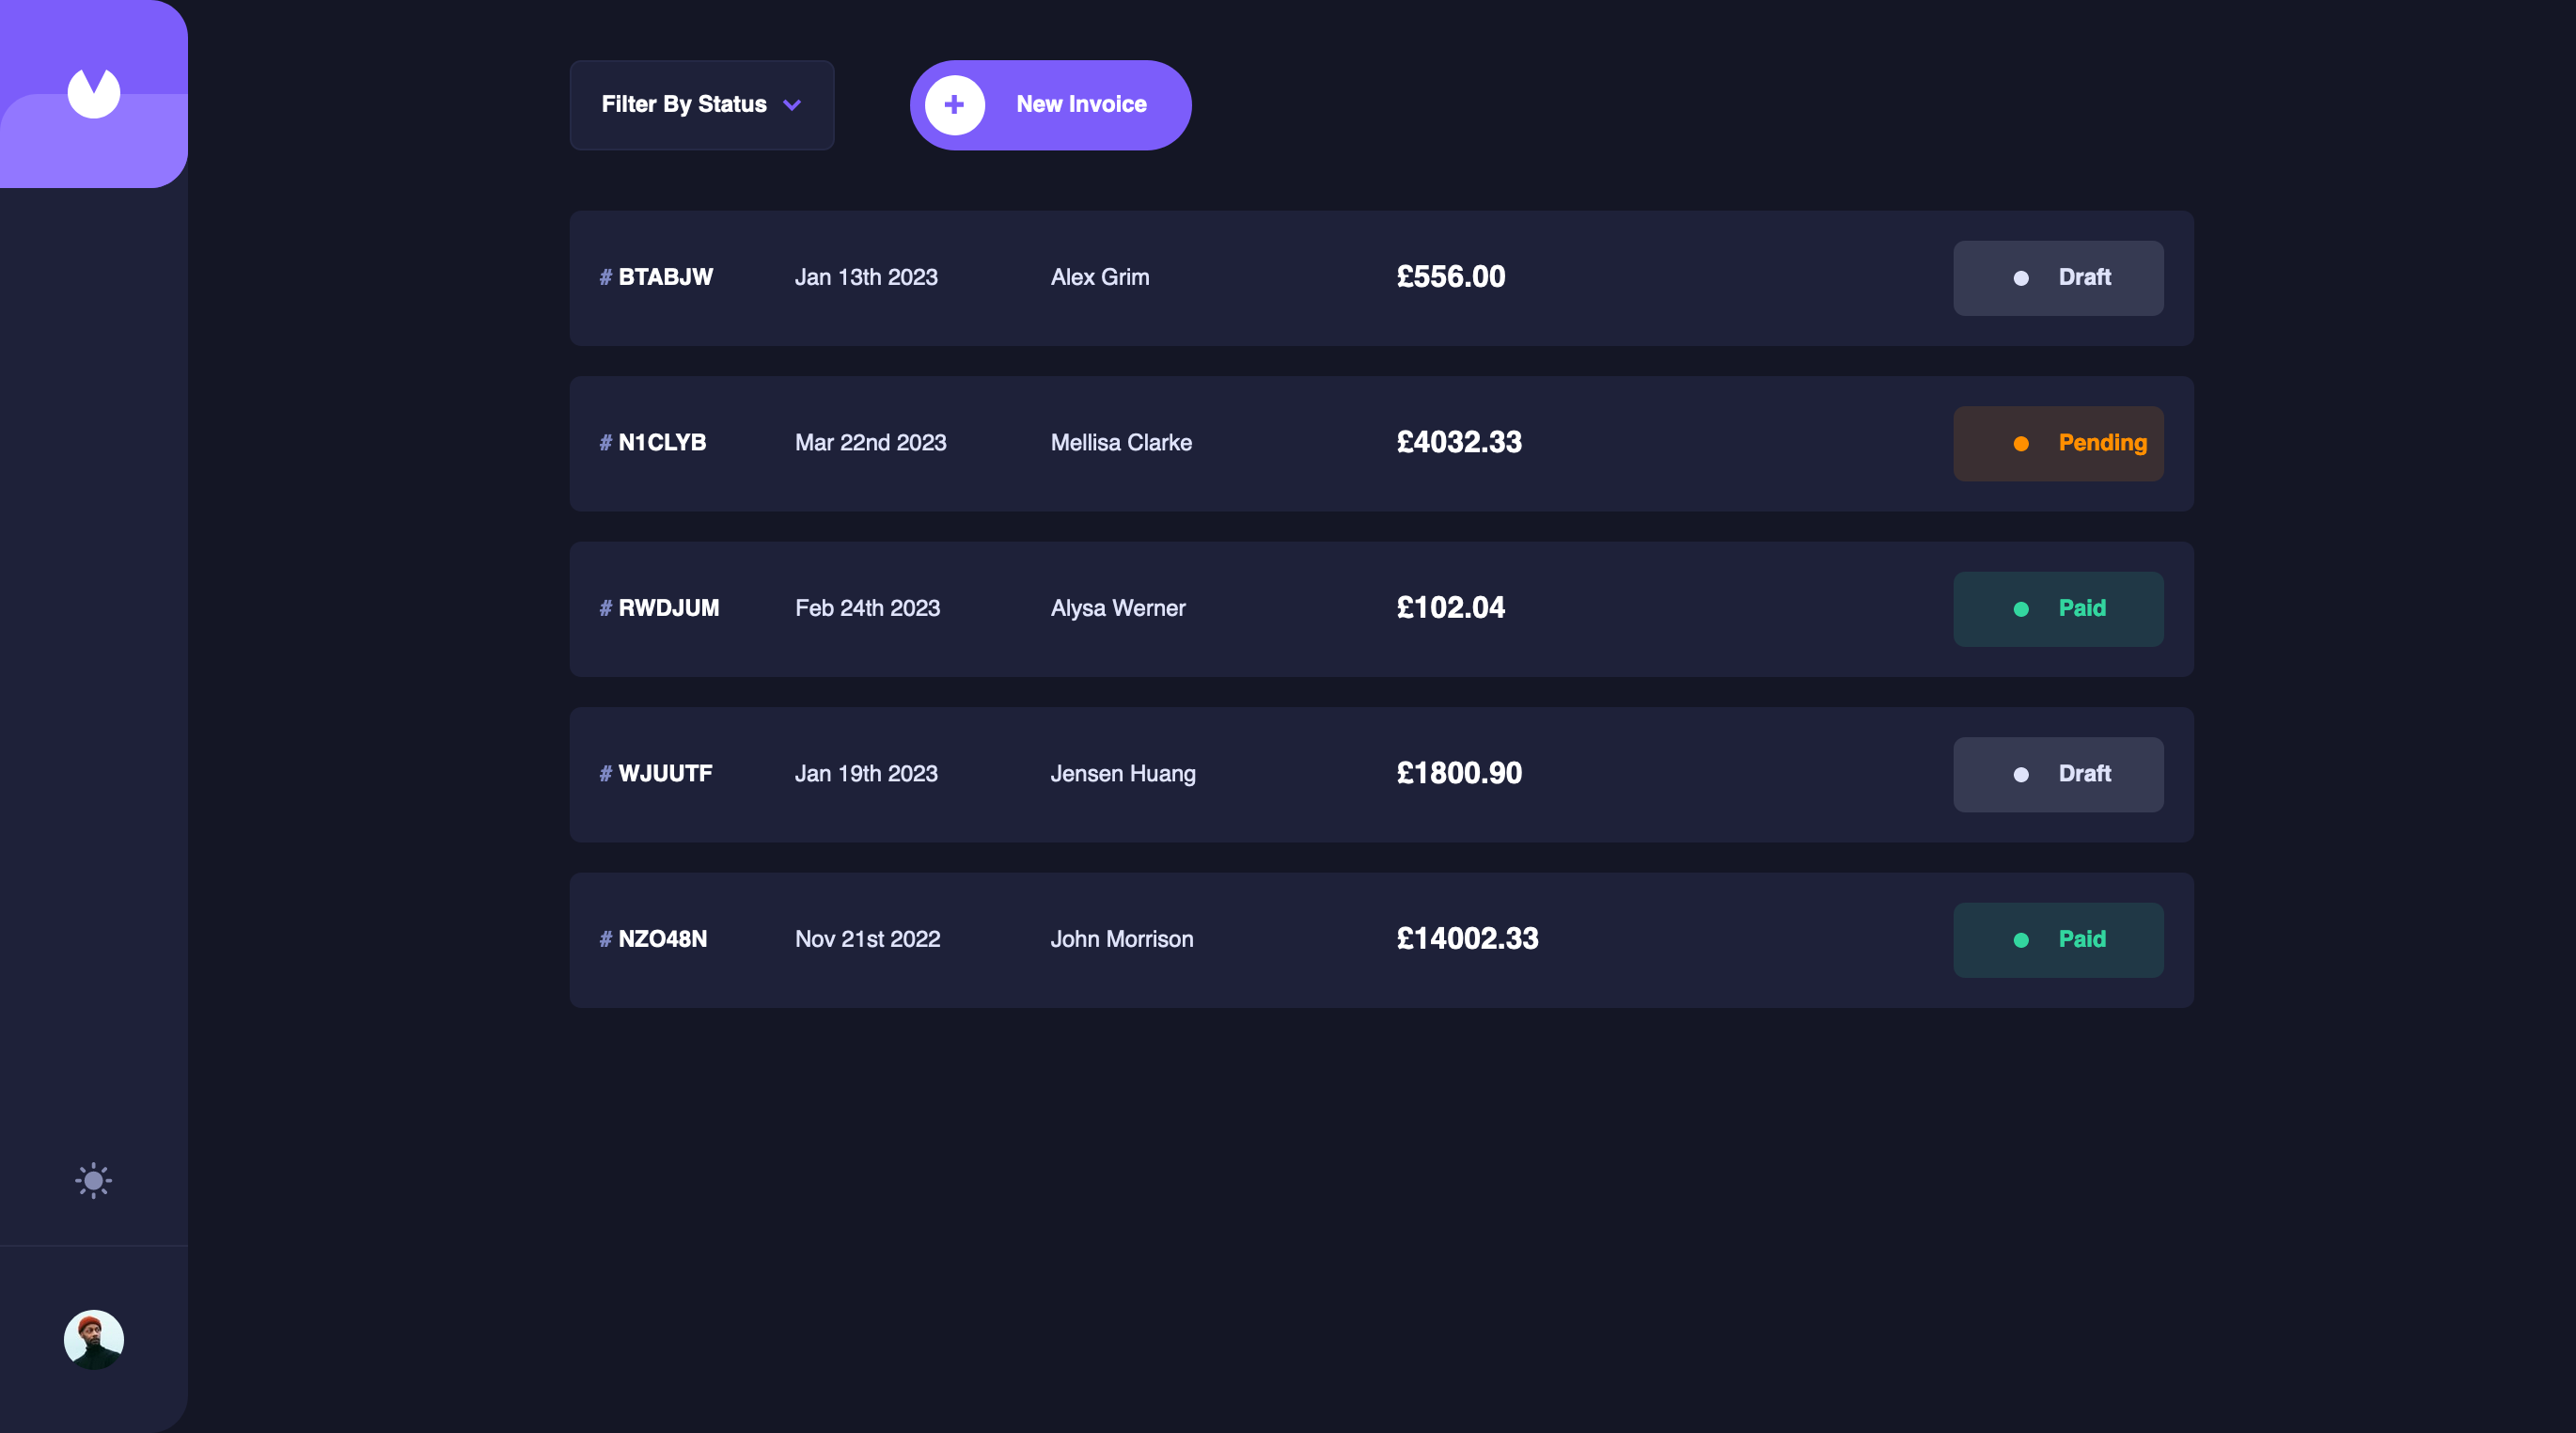 Filter By Status
New Invoice
# BTABJW Jan 13th 2023 Alex Grim £556.00 Draft
# N1CLYB Mar 22nd 2023 Mellisa Clarke £4032.33 Pending
# RWDJUM Feb 24th 2023 Alysa Werner £102.04 Paid
# WJUUTF Jan 19th 2023 Jensen Huang £1800.90 Draft
# NZO48N Nov 21st 2022 John Morrison £14002.33 Paid